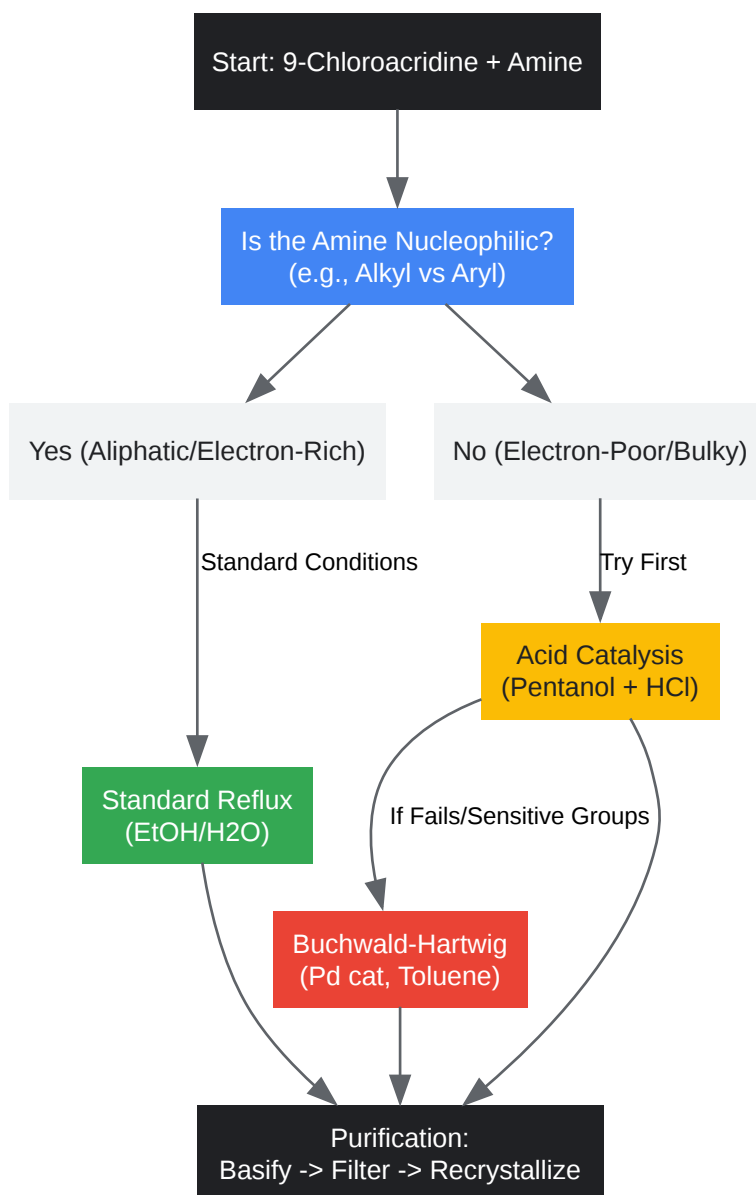 Start: 9-Chloroacridine + Amine
Is the Amine Nucleophilic?
(e.g., Alkyl vs Aryl)
Yes (Aliphatic/Electron-Rich)
No (Electron-Poor/Bulky)
Standard Conditions
Try First
Acid Catalysis
(Pentanol + HCl)
Standard Reflux
(EtOH/H2O)
If Fails/Sensitive Groups
Buchwald-Hartwig
(Pd cat, Toluene)
Purification:
Basify -> Filter -> Recrystallize